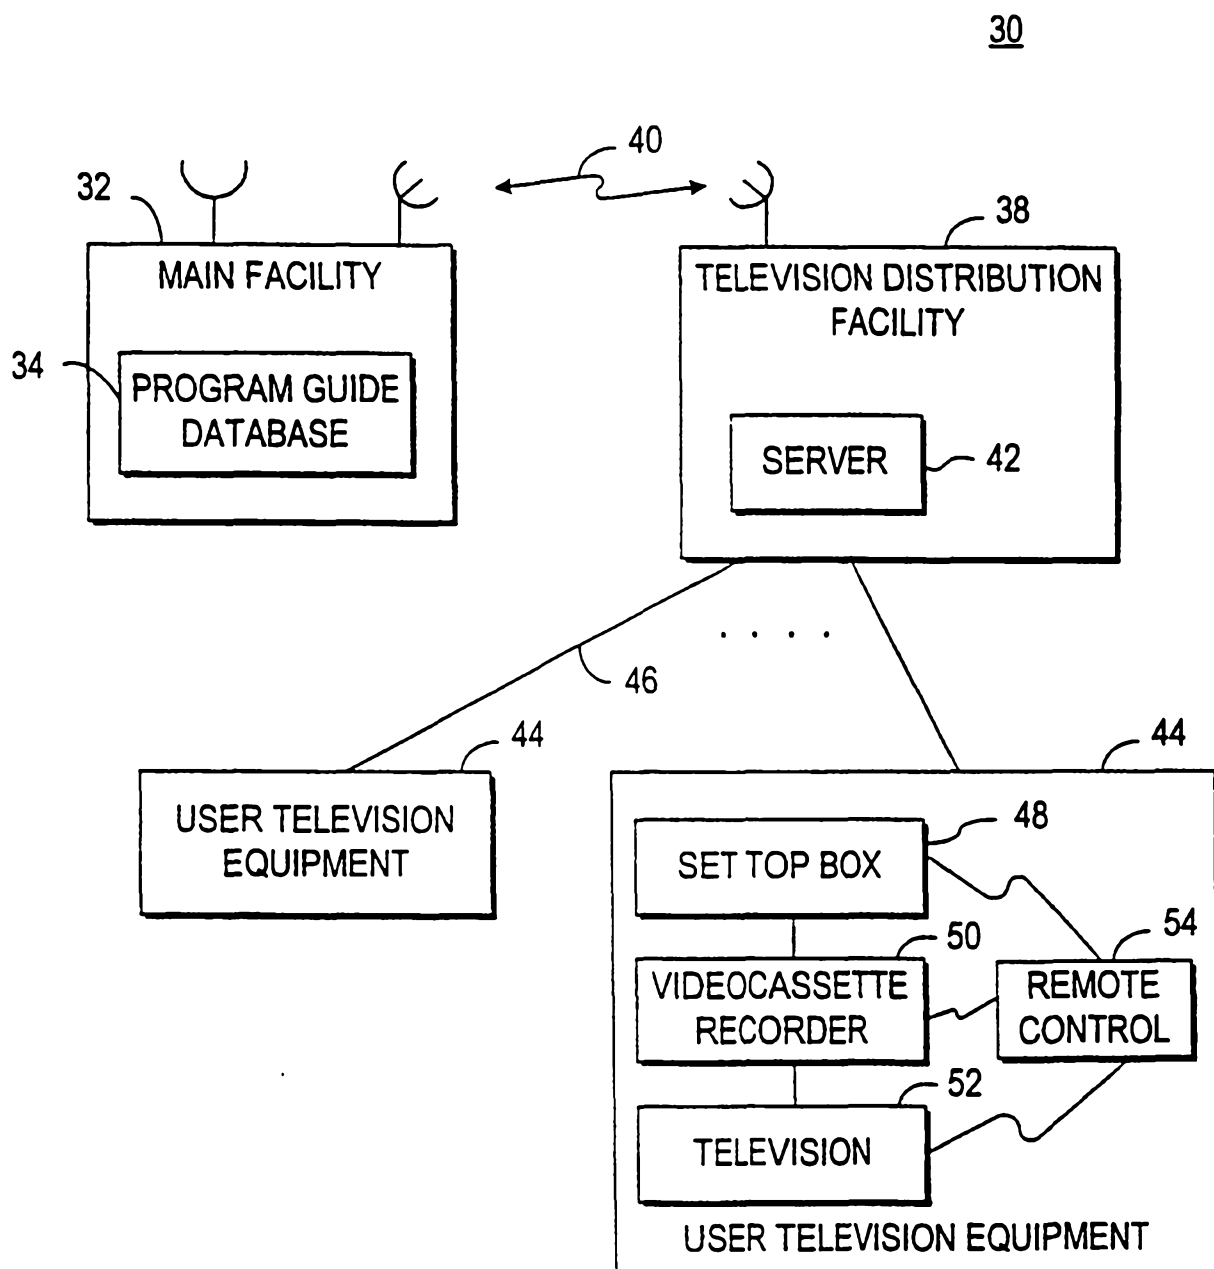 30
40
32
38
MAIN FACILITY
TELEVISION DISTRIBUTION
FACILITY
34
PROGRAM GUIDE
DATABASE
SERVER
42
46
44
44
USER TELEVISION
EQUIPMENT
48
SET TOP BOX
50
54
VIDEOCASSETTE
RECORDER
REMOTE
CONTROL
52
TELEVISION
USER TELEVISION EQUIPMENT